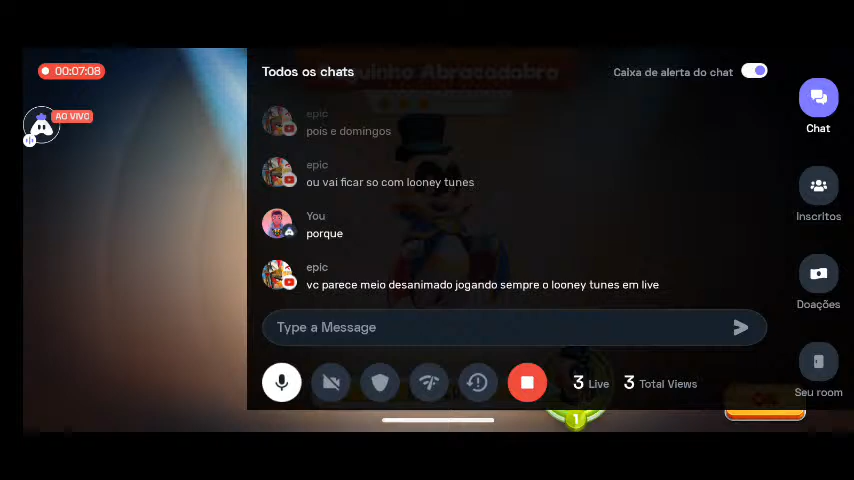 00:07:08
AO VIVO
Todos os chats
Caixa de alerta do chat
epic
pois e domingos
epic
ou vai ficar so com looney tunes
You
porque
epic
vc parece meio desanimado jogando sempre o looney tunes em live
Type a Message
3 Live
3 Total Views
Chat
Inscritos
Doações
Seu room
1